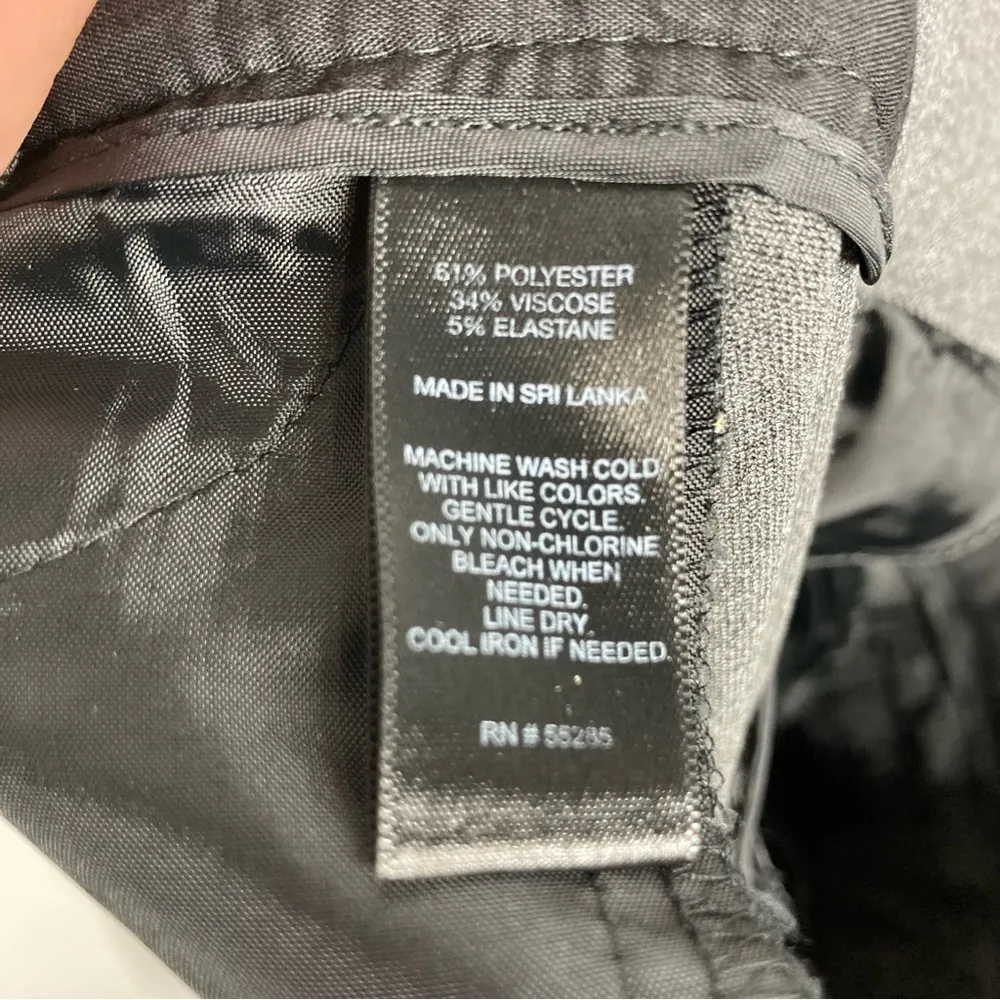 61% POLYESTER
34% VISCOSE
5% ELASTANE
MADE IN SRI LANKA
MACHINE WASH COLD
WITH LIKE COLORS.
GENTLE CYCLE.
ONLY NON-CHLORINE
BLEACH WHEN
NEEDED.
LINE DRY.
COOL IRON IF NEEDED.
RN # 55285